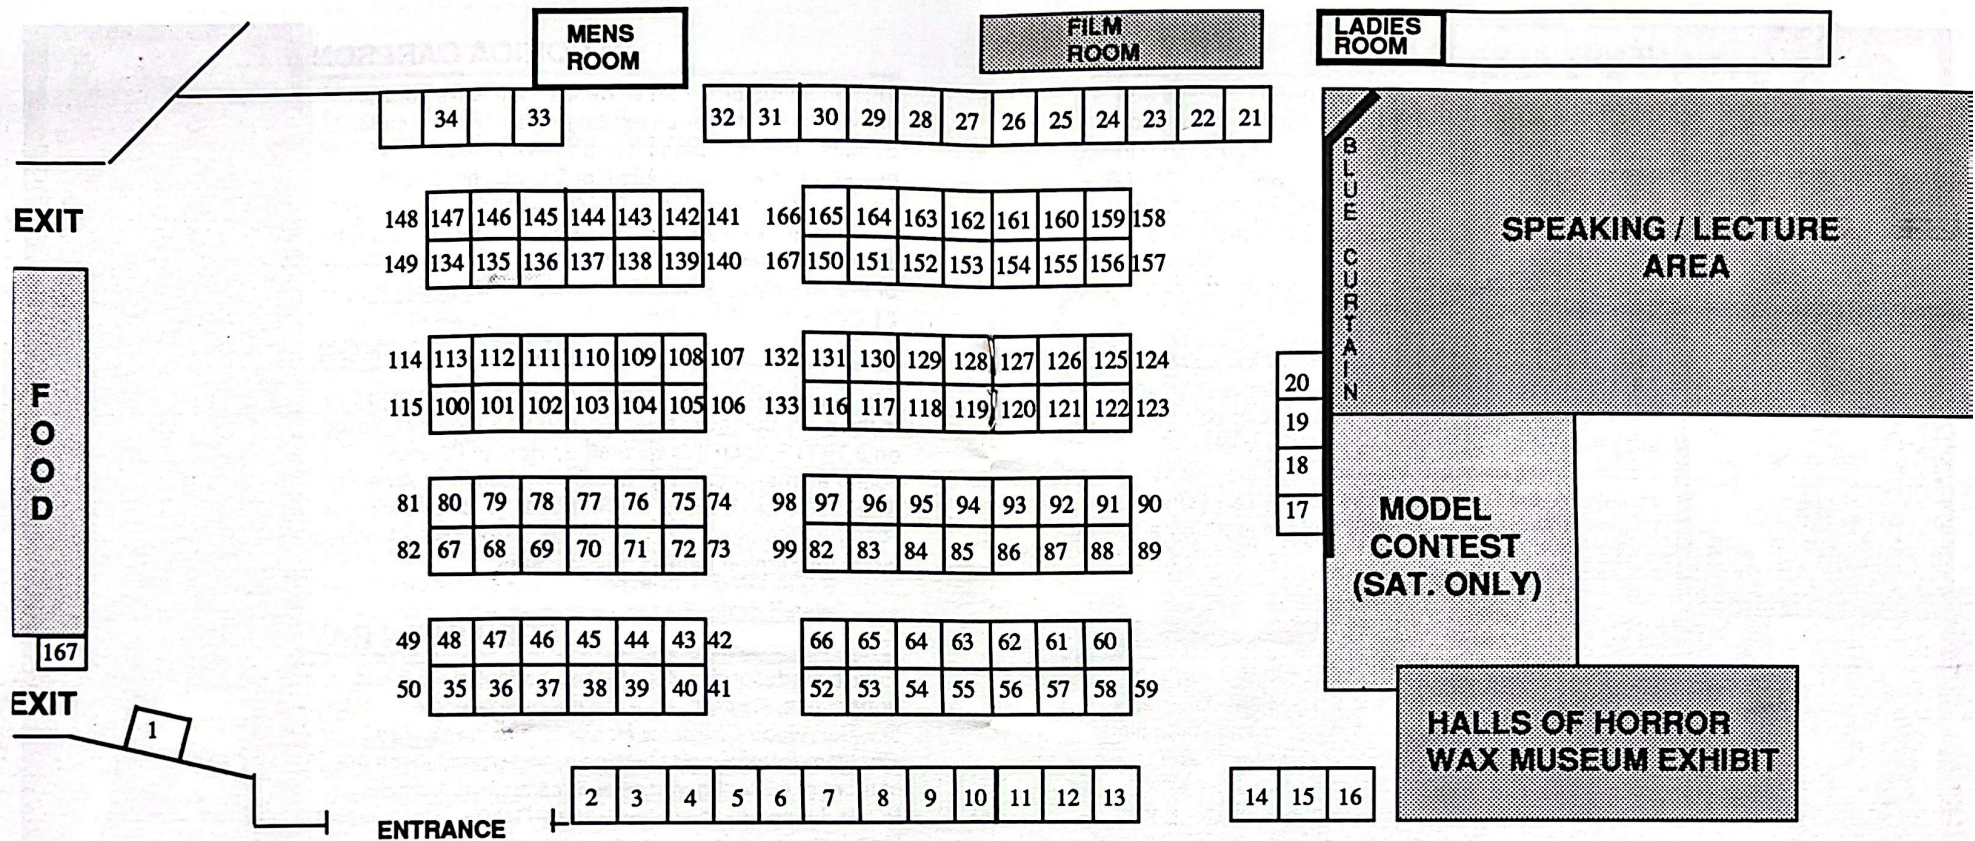 MENS
ROOM
FILM
ROOM
LADIES
ROOM
34 33 32 31 30 29 28 27 26 25 24 23 22 21
BLUE CURTAIN
SPEAKING / LECTURE
AREA
EXIT
148 147 146 145 144 143 142 141 166 165 164 163 162 161 160 159 158
149 134 135 136 137 138 139 140 167 150 151 152 153 154 155 156 157
FOOD
114 113 112 111 110 109 108 107 132 131 130 129 128 127 126 125 124
115 100 101 102 103 104 105 106 133 116 117 118 119 120 121 122 123
20
19
18
17
81 80 79 78 77 76 75 74 98 97 96 95 94 93 92 91 90
82 67 68 69 70 71 72 73 99 82 83 84 85 86 87 88 89
MODEL
CONTEST
(SAT. ONLY)
49 48 47 46 45 44 43 42 66 65 64 63 62 61 60
50 35 36 37 38 39 40 41 52 53 54 55 56 57 58 59
167
EXIT
1
HALLS OF HORROR
WAX MUSEUM EXHIBIT
2 3 4 5 6 7 8 9 10 11 12 13 14 15 16
ENTRANCE